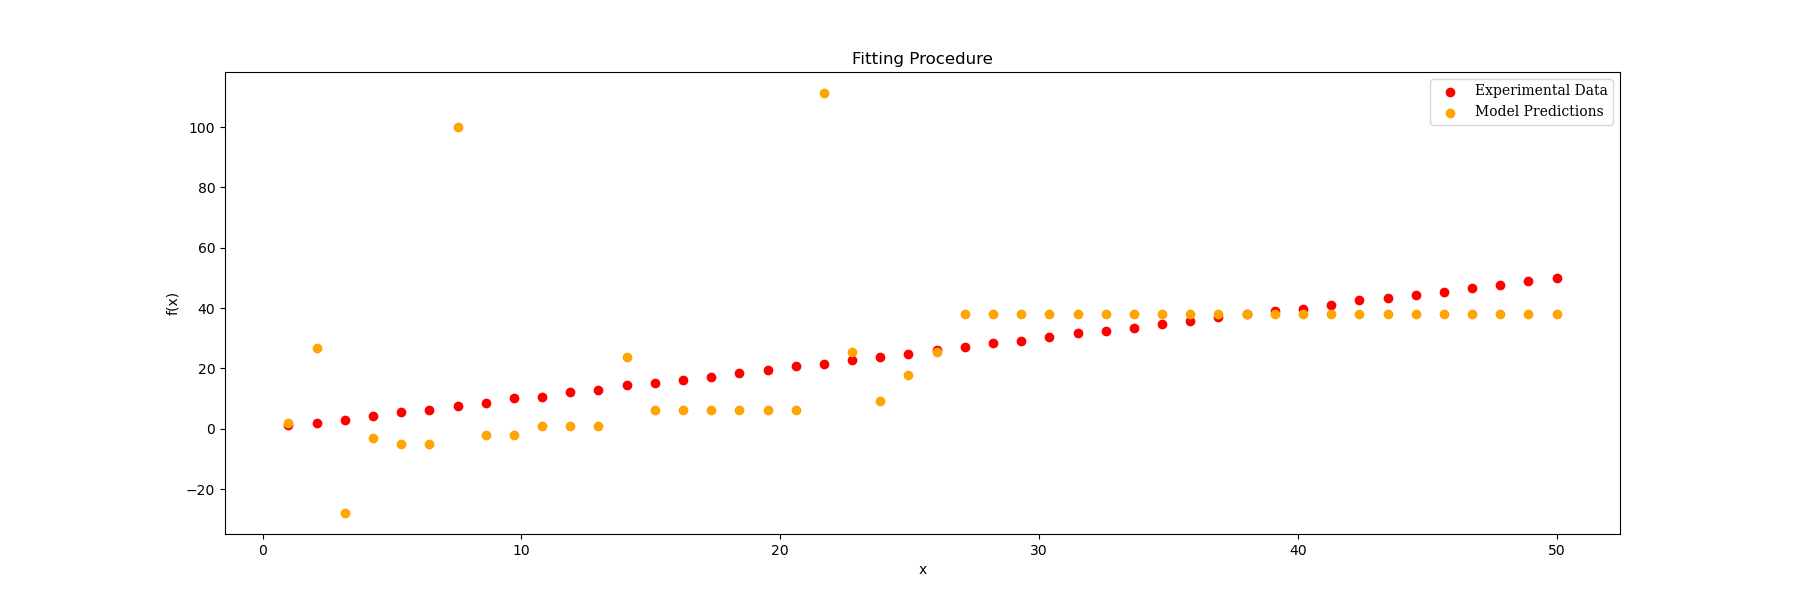 Fitting Procedure
Experimental Data
Model Predictions
100
80
60
40
20
0
−20
f(x)
0 10 20 30 40 50
x